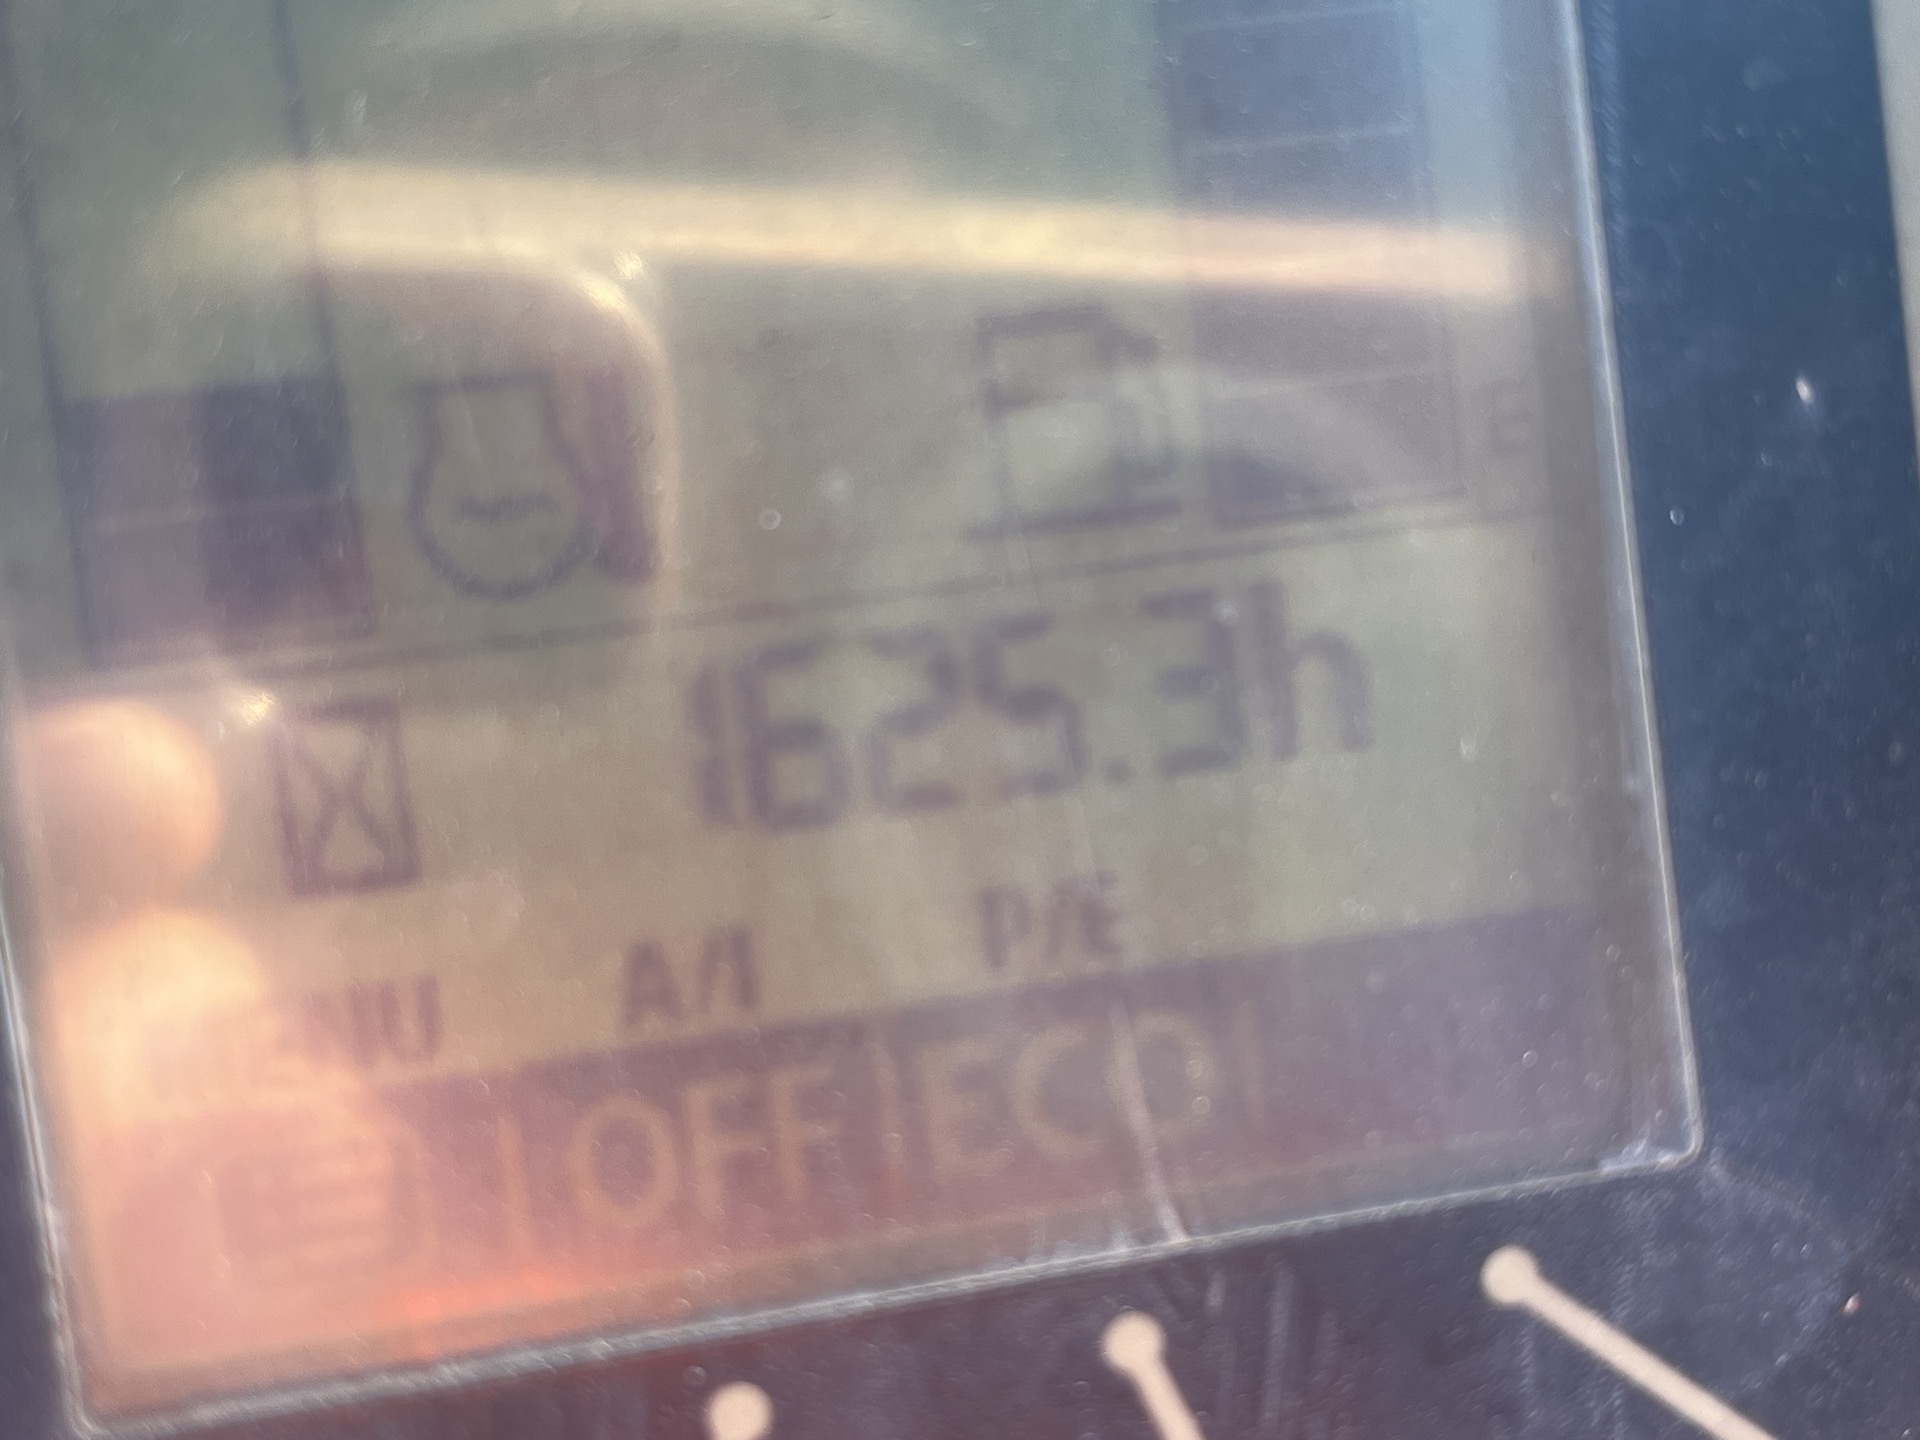 E
1625.3h
A/I P/E
OFF ECO